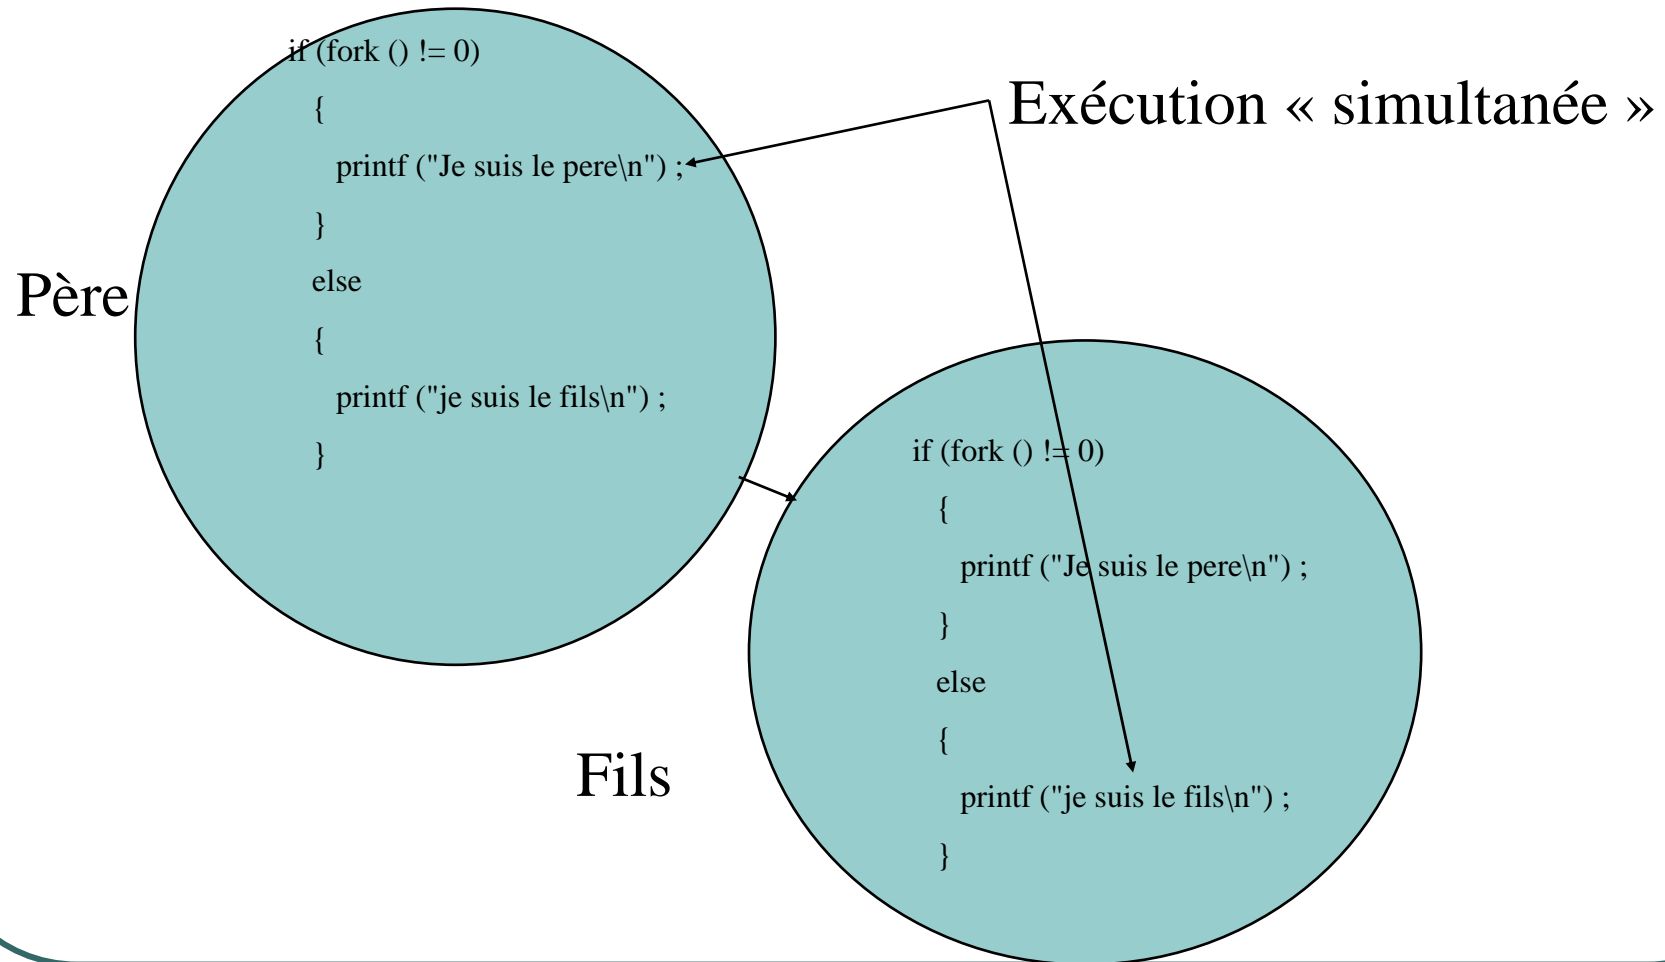 if (fork () != 0)
{
printf ("Je suis le pere\n") ;
}
else
{
printf ("je suis le fils\n") ;
}
Père
Exécution « simultanée »
if (fork () != 0)
{
printf ("Je suis le pere\n") ;
}
else
{
printf ("je suis le fils\n") ;
}
Fils